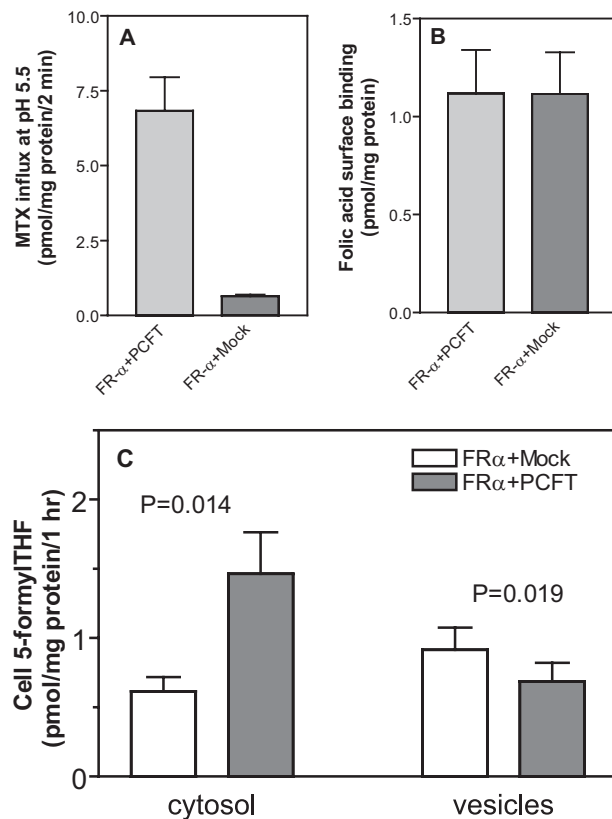 A
MTX influx at pH 5.5
(pmol/mg protein/2 min)
10.0
7.5
5.0
2.5
0.0
FR-α+PCFT
FR-α+Mock
B
Folic acid surface binding
(pmol/mg protein)
1.5
1.0
0.5
0.0
FR-α+PCFT
FR-α+Mock
C
Cell 5-formylTHF
(pmol/mg protein/1 hr)
2
1
0
FRα+Mock
FRα+PCFT
P=0.014
P=0.019
cytosol
vesicles